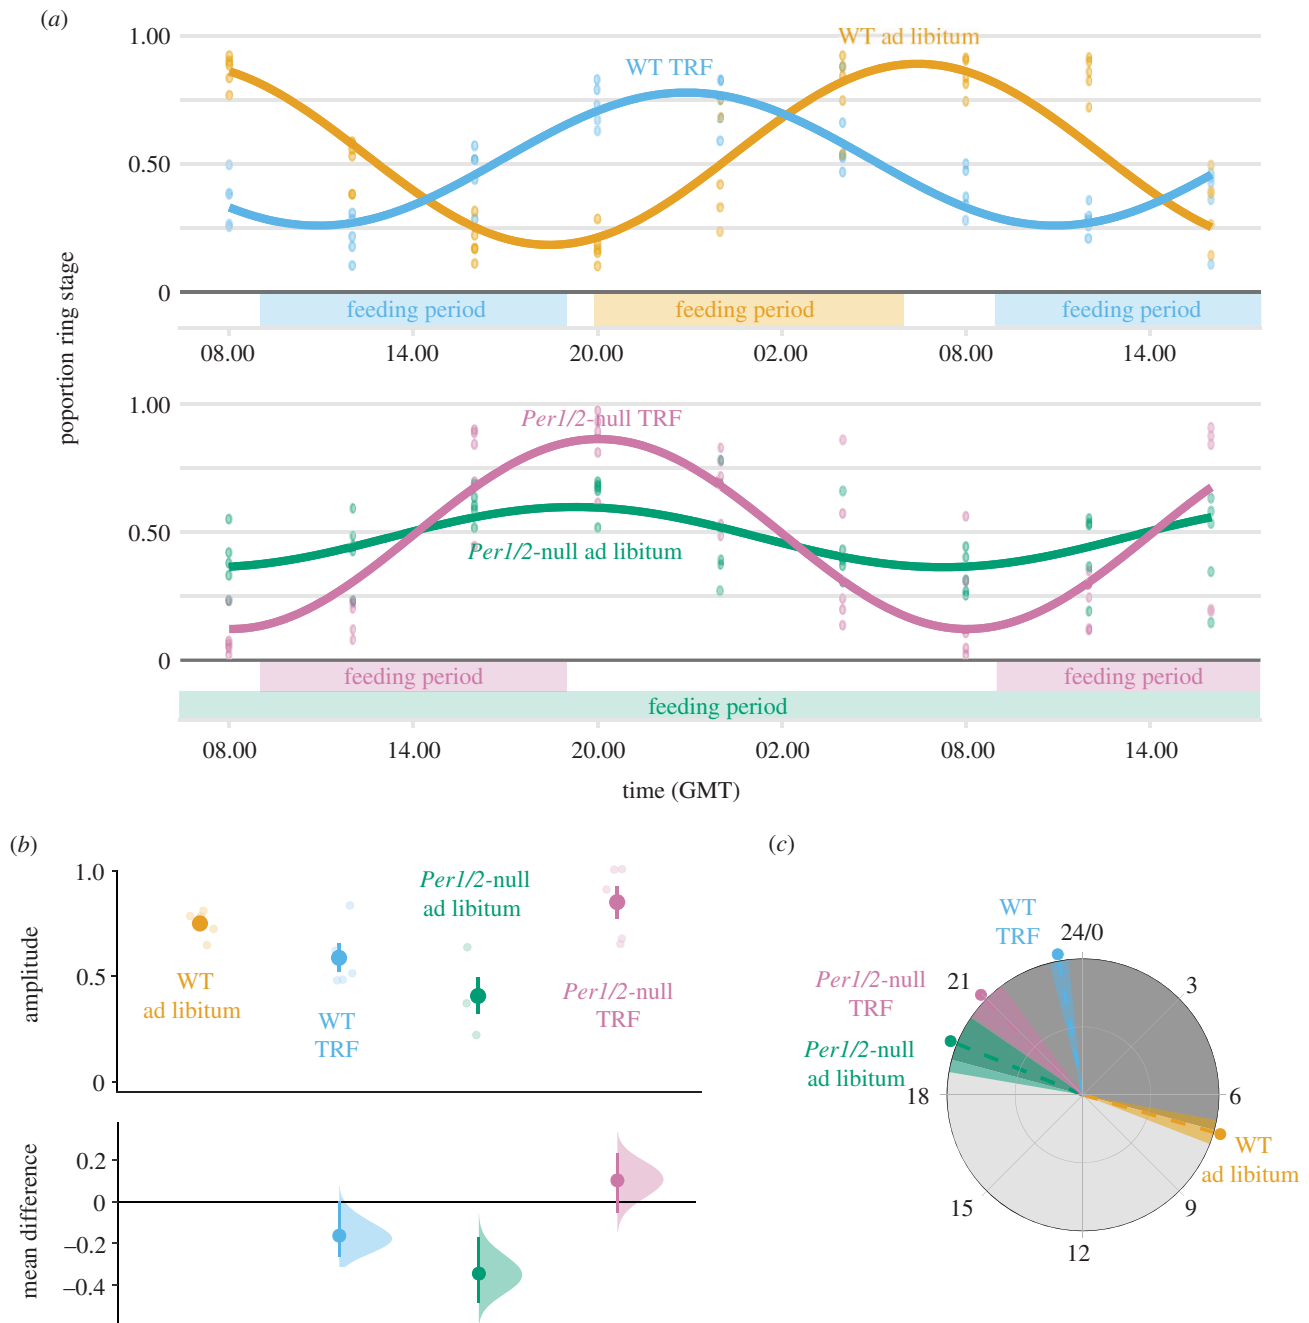 (a)
poportion ring stage
1.00
0.50
0
WT TRF
WT ad libitum
feeding period
feeding period
feeding period
08.00
14.00
20.00
02.00
08.00
14.00
1.00
0.50
0
Per1/2-null TRF
Per1/2-null ad libitum
feeding period
feeding period
feeding period
08.00
14.00
20.00
02.00
08.00
14.00
time (GMT)
(b)
amplitude
1.0
0.5
0
WT
ad libitum
WT
TRF
Per1/2-null
ad libitum
Per1/2-null
TRF
mean difference
0.2
0
–0.2
–0.4
(c)
WT
TRF
24/0
3
6
9
12
15
18
21
Per1/2-null
TRF
Per1/2-null
ad libitum
WT
ad libitum